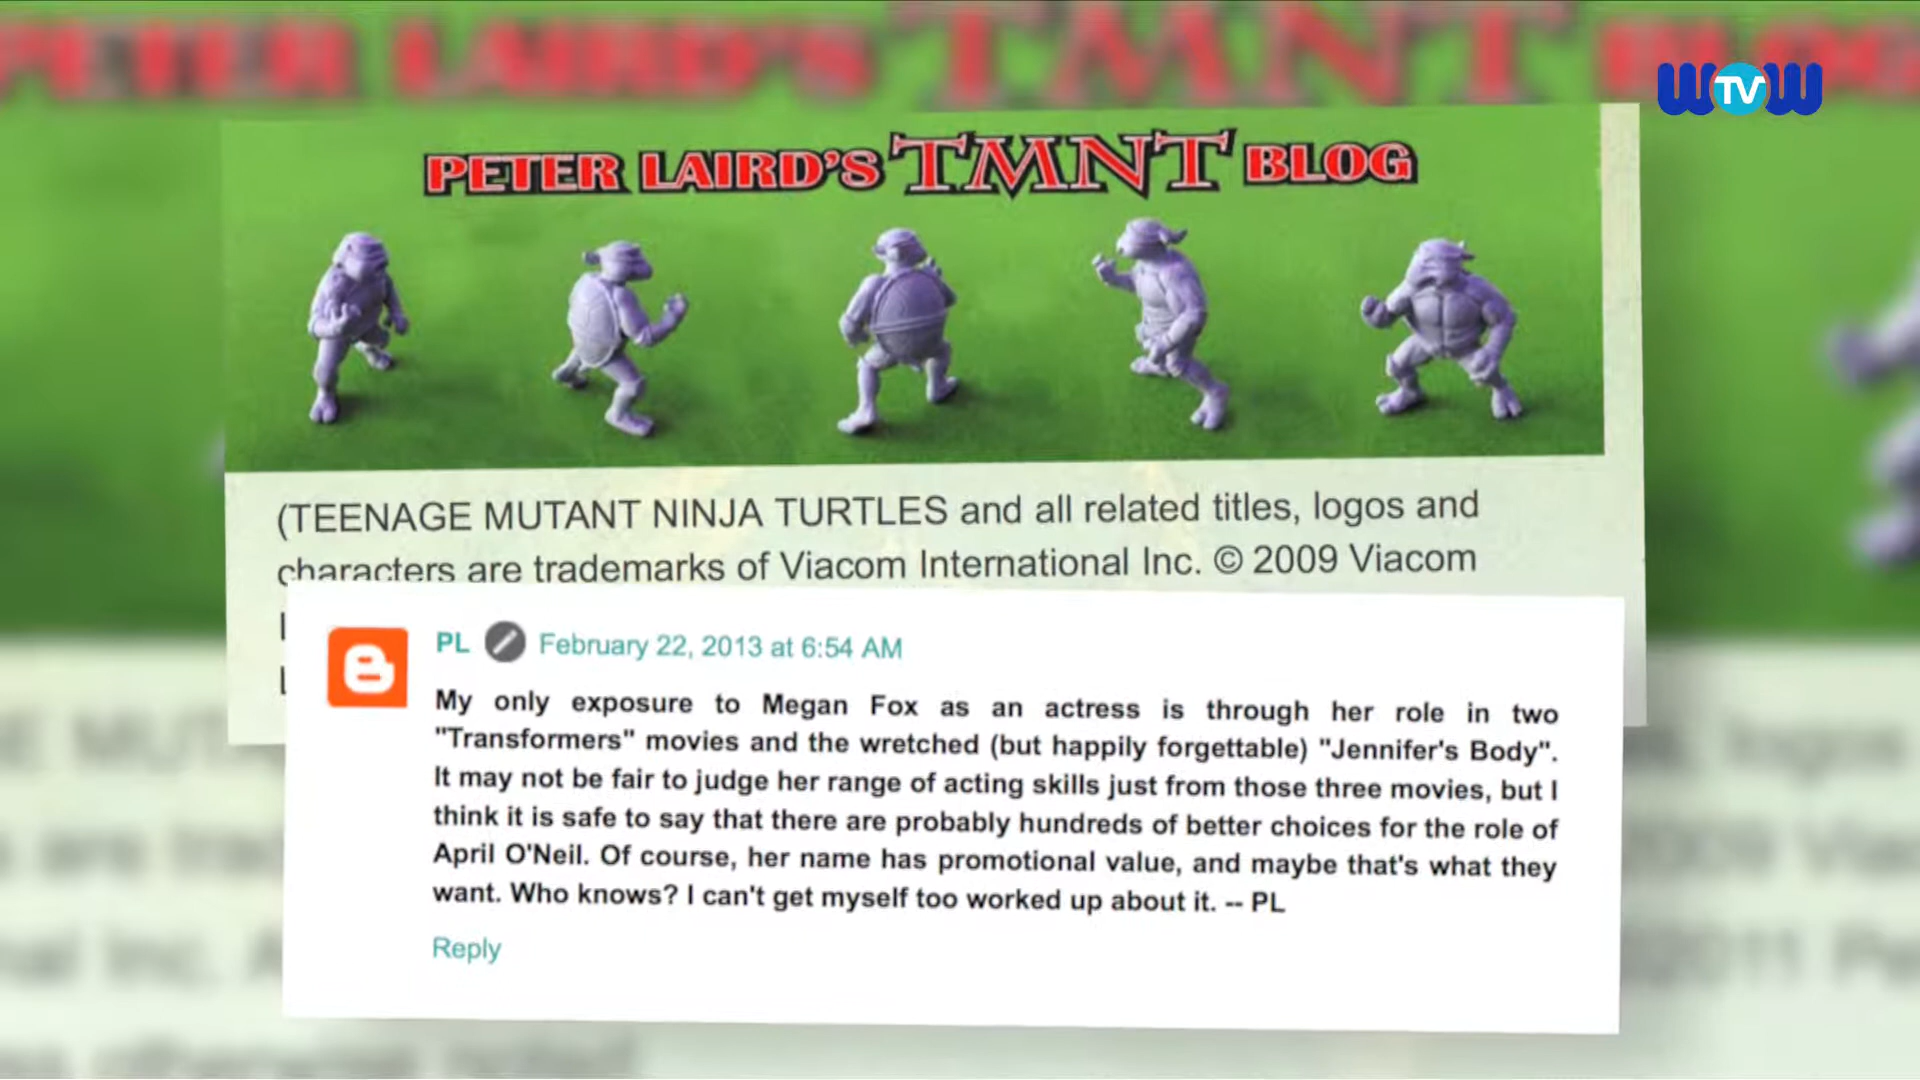 PETER LAIRD'S TMNT BLOG
WTVW
PETER LAIRD'S TMNT BLOG
(TEENAGE MUTANT NINJA TURTLES and all related titles, logos and
characters are trademarks of Viacom International Inc. © 2009 Viacom
PL February 22, 2013 at 6:54 AM
My only exposure to Megan Fox as an actress is through her role in two
"Transformers" movies and the wretched (but happily forgettable) "Jennifer's Body".
It may not be fair to judge her range of acting skills just from those three movies, but I
think it is safe to say that there are probably hundreds of better choices for the role of
April O'Neil. Of course, her name has promotional value, and maybe that's what they
want. Who knows? I can't get myself too worked up about it. -- PL
Reply